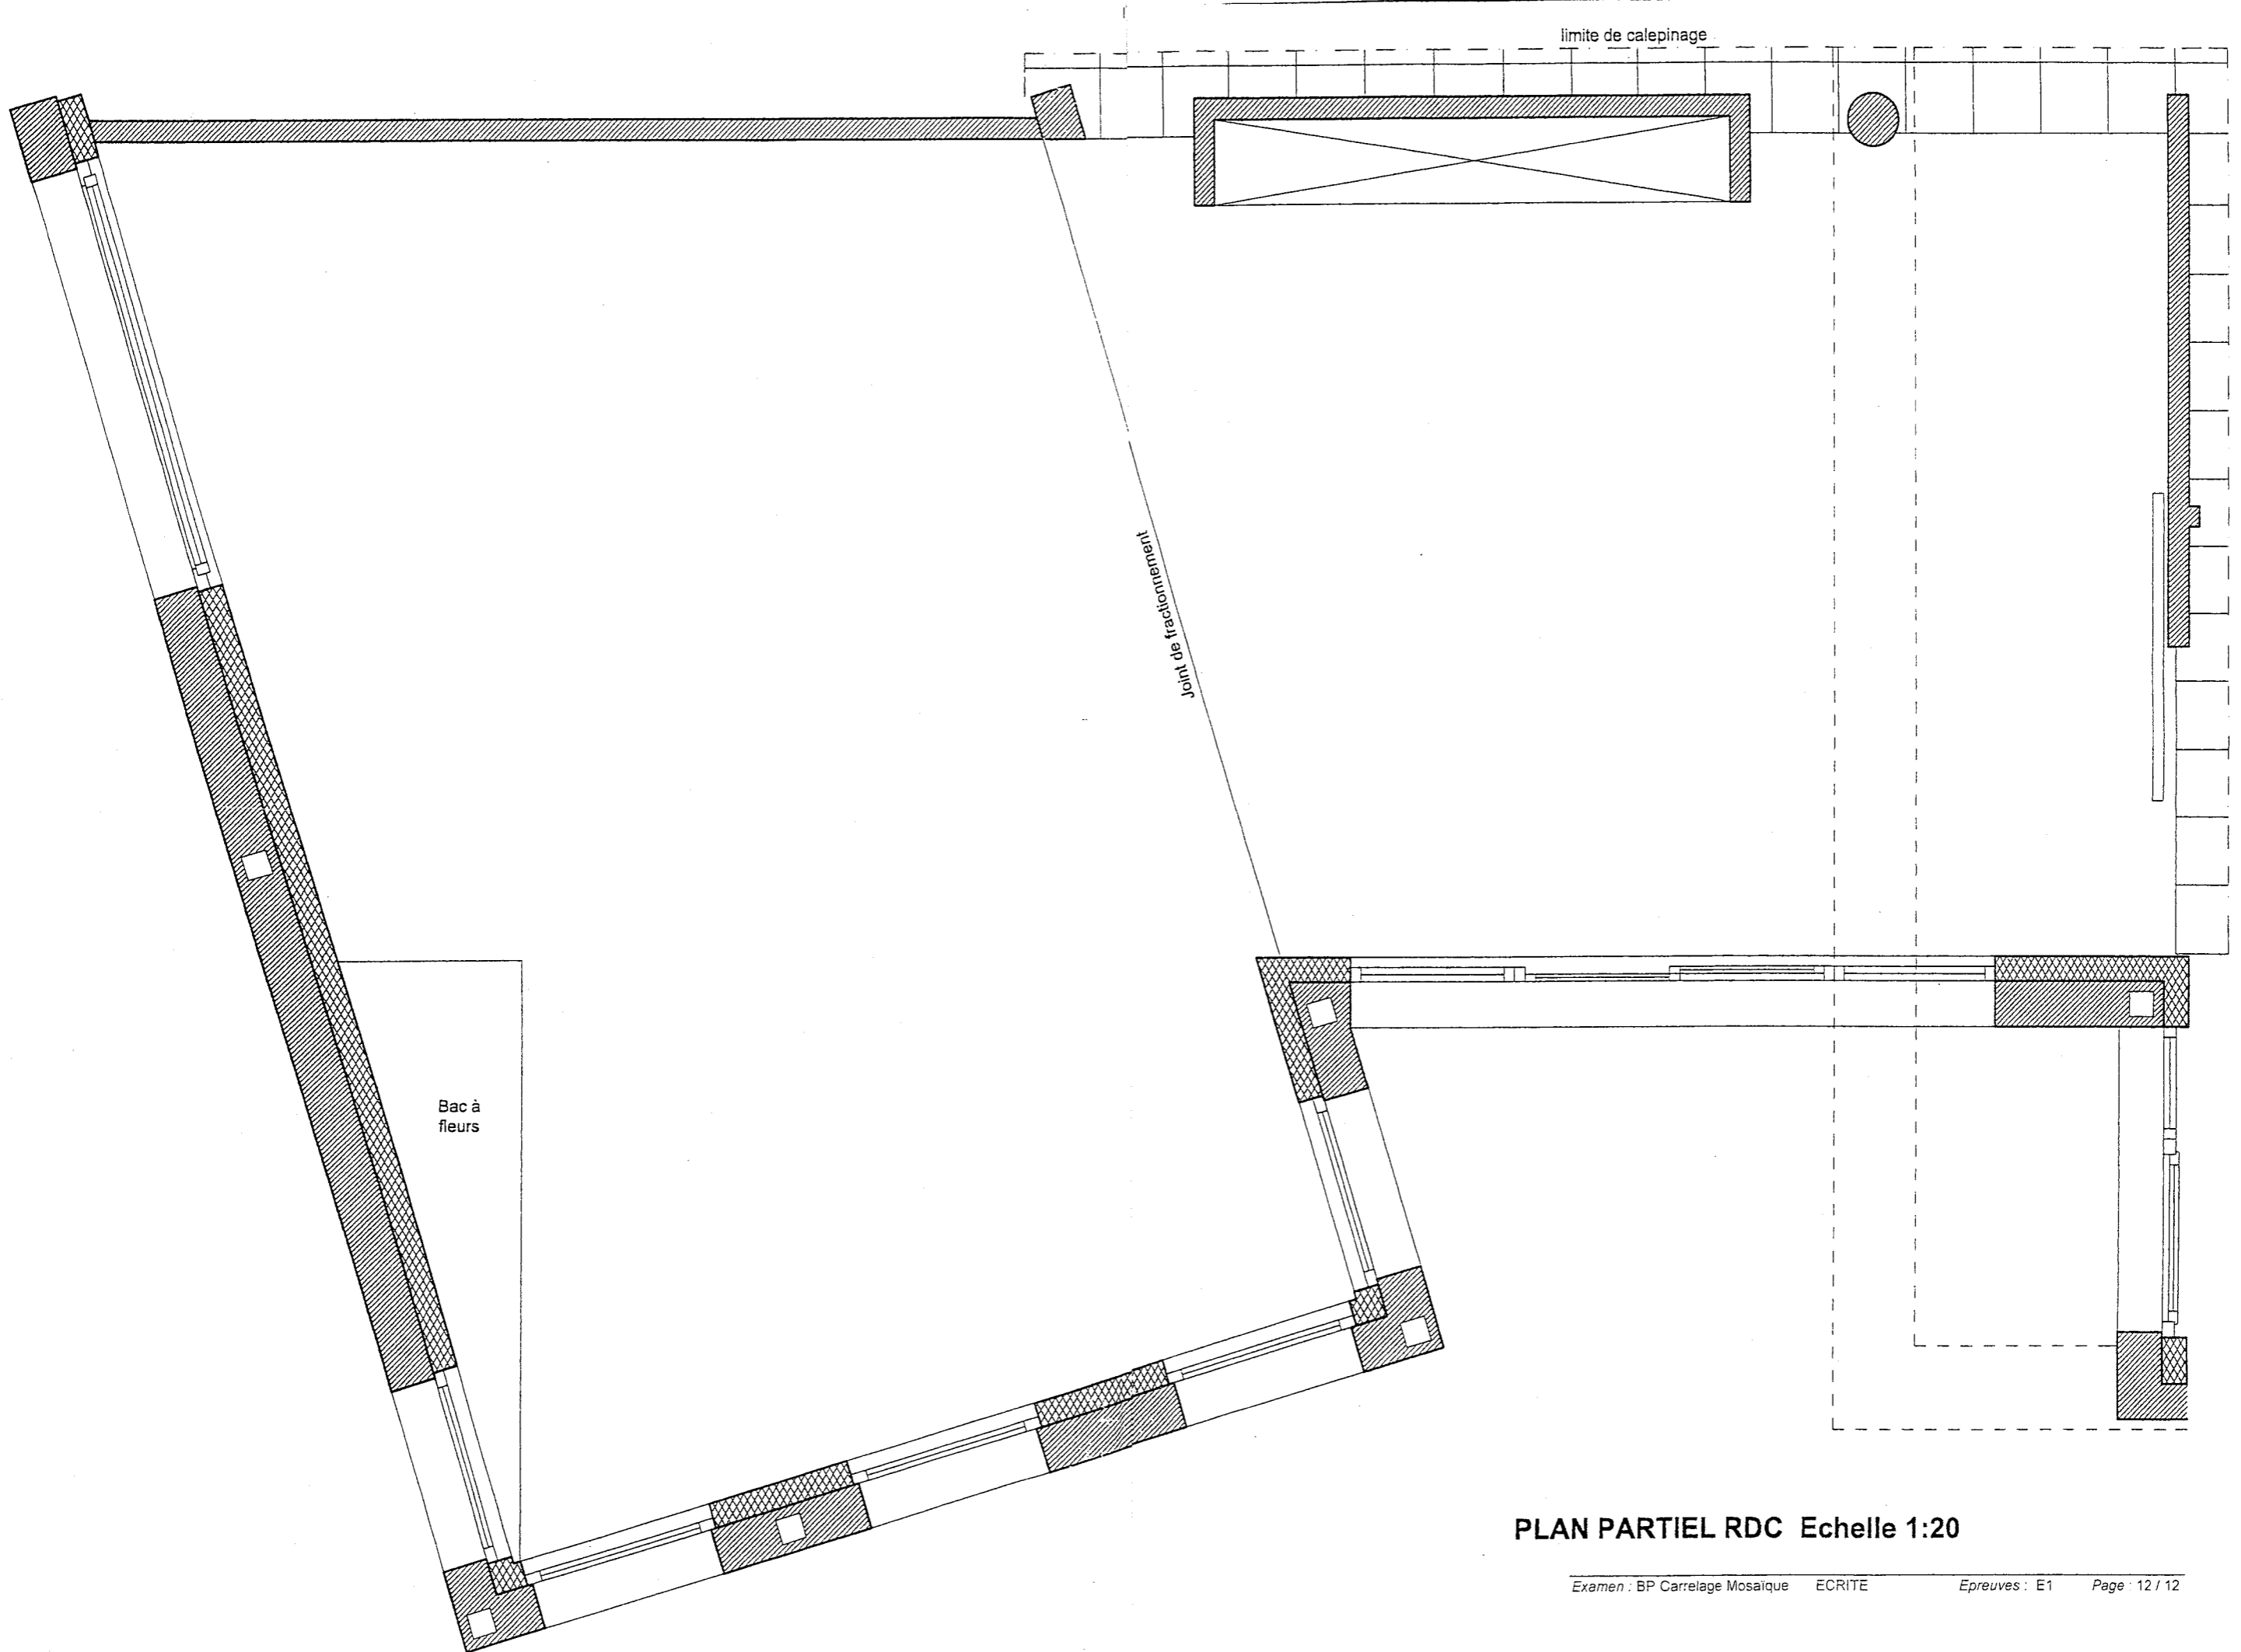 limite de calepinage
Joint de fractionnement
Bac à
fleurs
PLAN PARTIEL RDC Echelle 1:20
Examen : BP Carrelage Mosaïque ECRITE Epreuves : E1 Page : 12 / 12